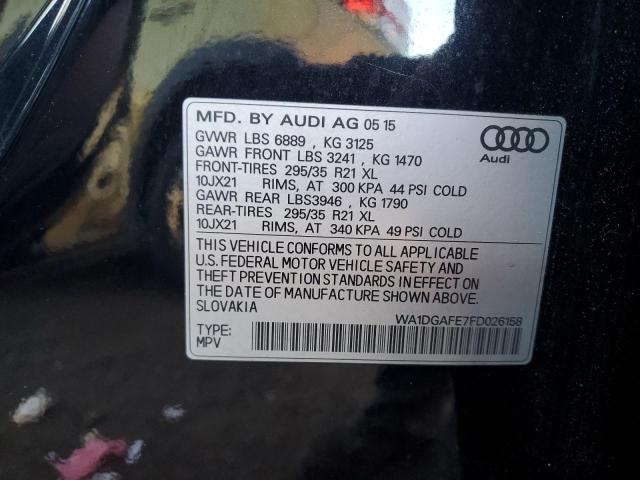 MFD. BY AUDI AG 05 15
GVWR LBS 6889 , KG 3125
GAWR FRONT LBS 3241 , KG 1470
FRONT-TIRES 295/35 R21 XL
10JX21 RIMS, AT 300 KPA 44 PSI COLD
GAWR REAR LBS3946 , KG 1790
REAR-TIRES 295/35 R21 XL
10JX21 RIMS, AT 340 KPA 49 PSI COLD
Audi
THIS VEHICLE CONFORMS TO ALL APPLICABLE
U.S. FEDERAL MOTOR VEHICLE SAFETY AND
THEFT PREVENTION STANDARDS IN EFFECT ON
THE DATE OF MANUFACTURE SHOWN ABOVE.
SLOVAKIA
WA1DGAFE7FD026158
TYPE:
MPV